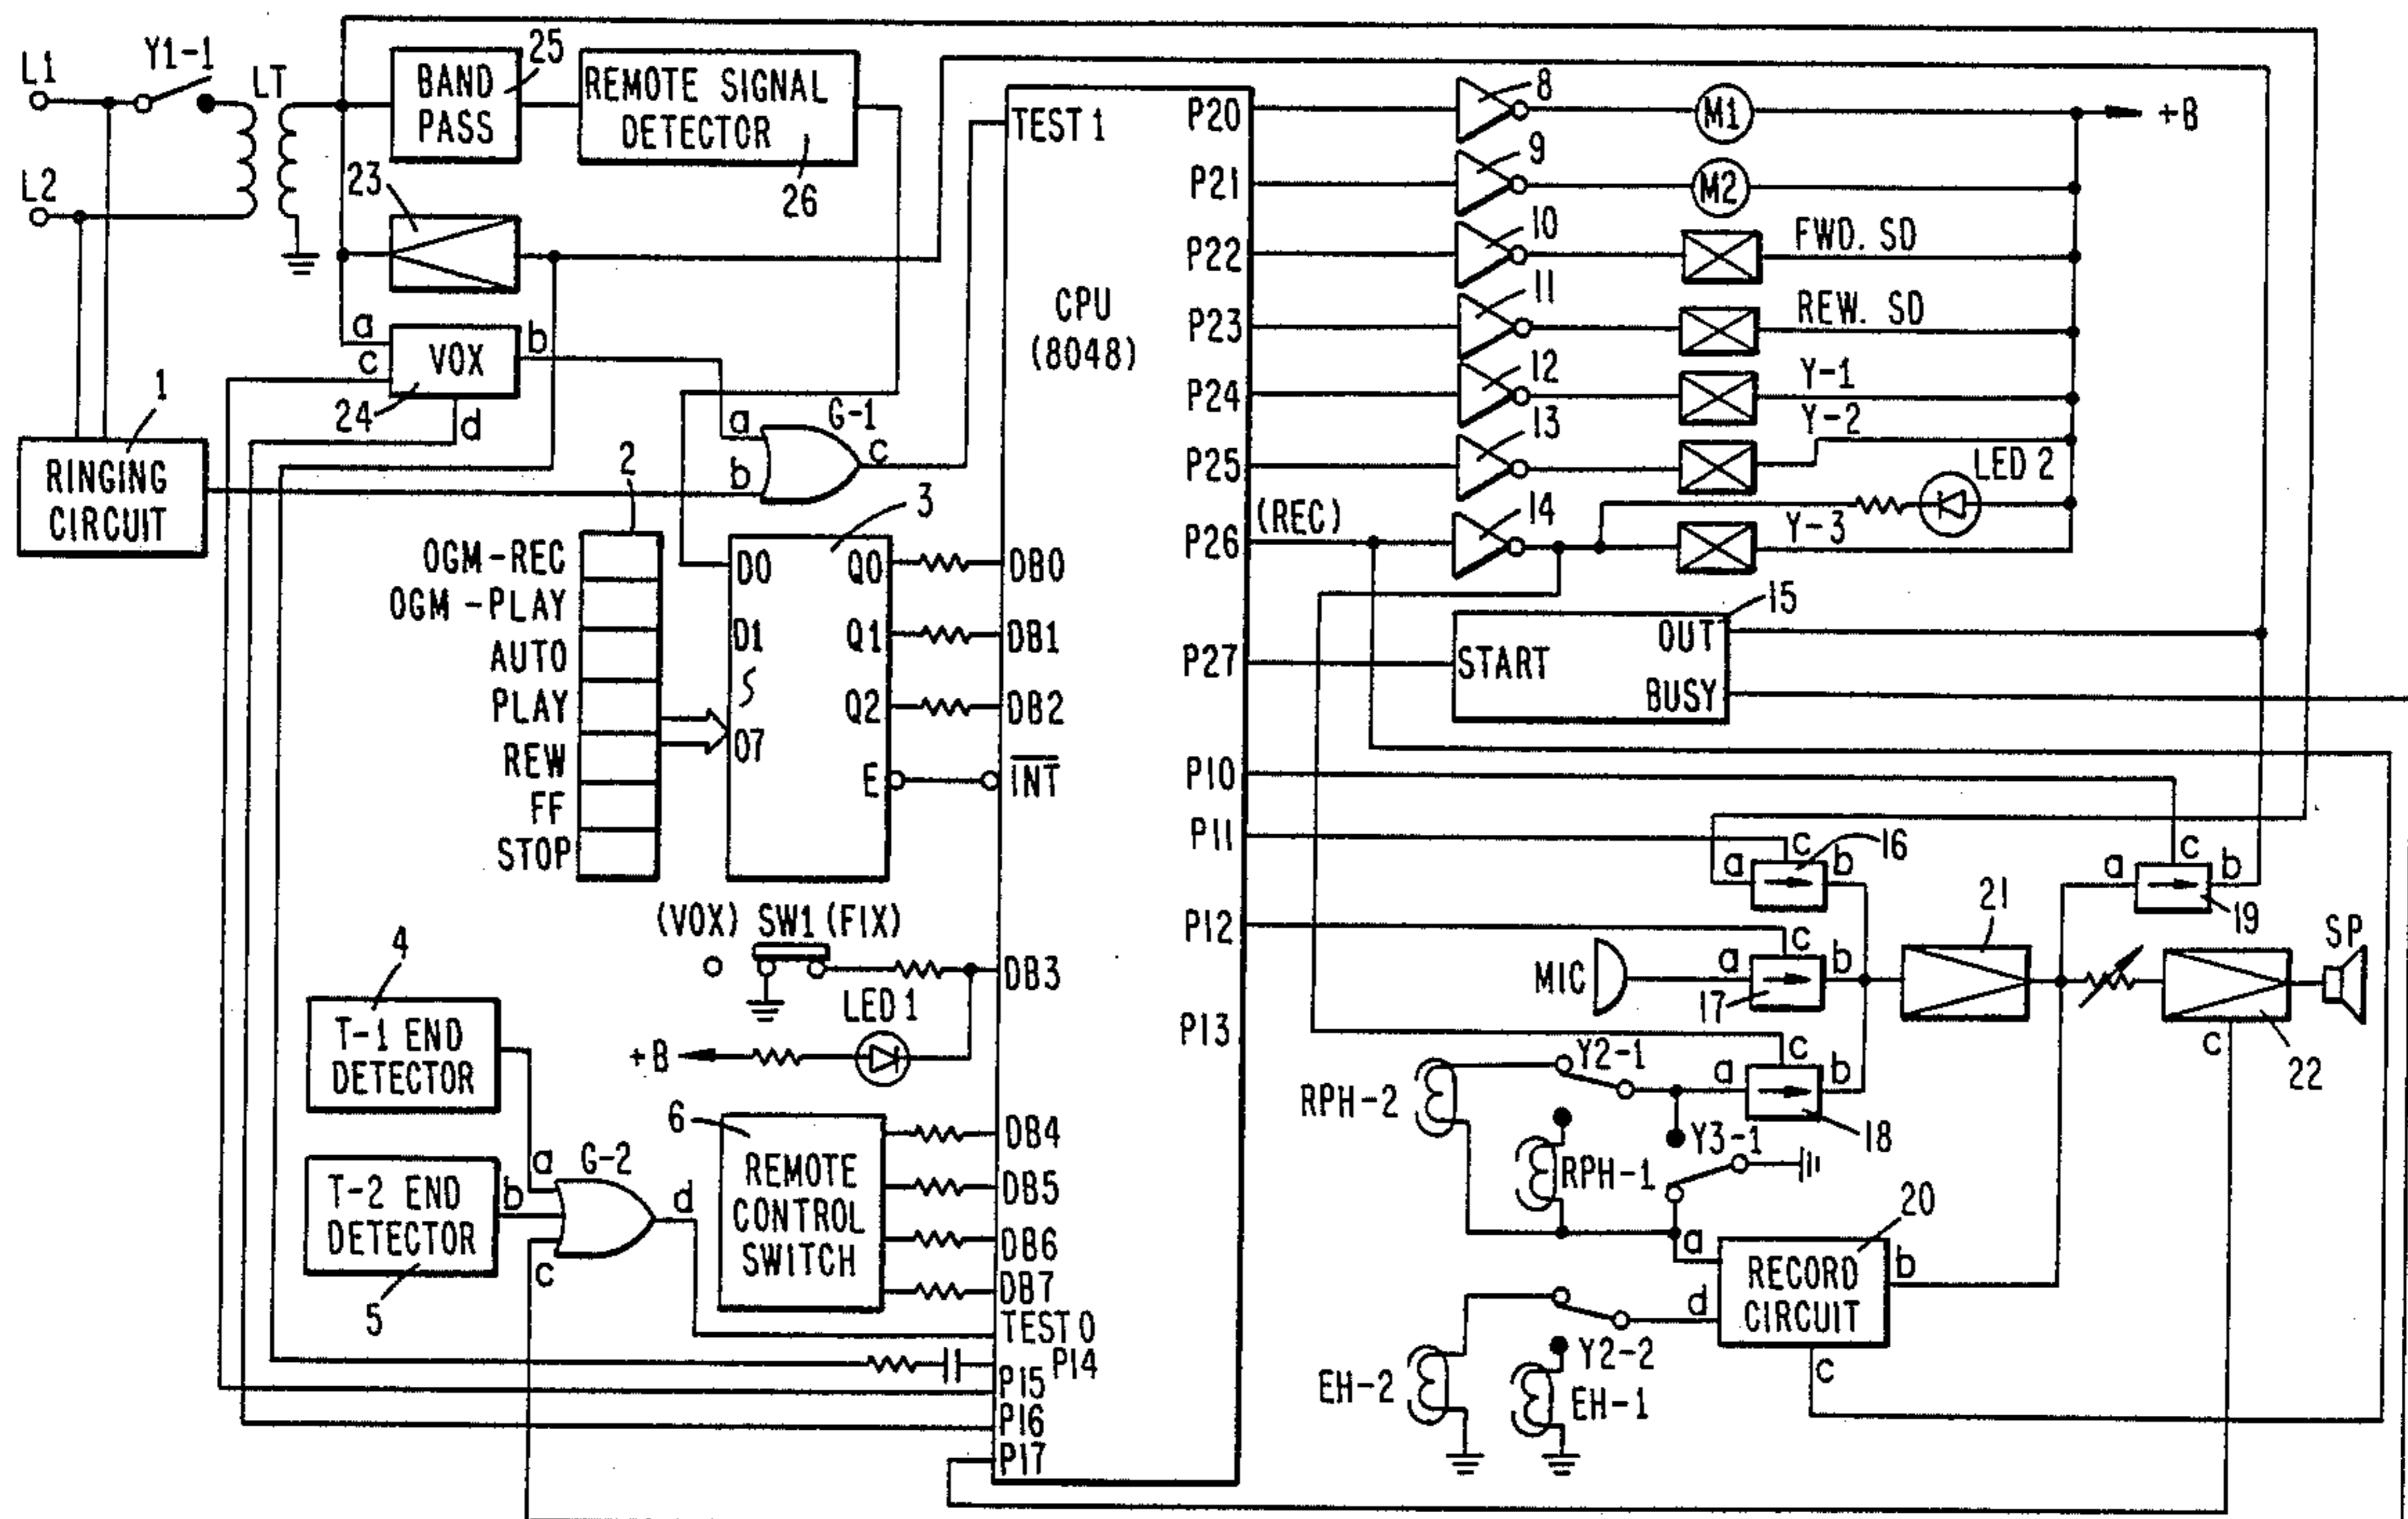 L1
Y1-1
LT
L2
25
BAND
PASS
REMOTE SIGNAL
DETECTOR
26
23
a
c
VOX
b
24
d
1
RINGING
CIRCUIT
G-1
a
b
c
2
OGM-REC
OGM-PLAY
AUTO
PLAY
REW
FF
STOP
3
D0
D1
S
07
Q0
Q1
Q2
E
(VOX) SW1 (FIX)
LED 1
+B
4
T-1 END
DETECTOR
T-2 END
DETECTOR
5
G-2
a
b
c
d
6
REMOTE
CONTROL
SWITCH
TEST 1
CPU
(8048)
DB0
DB1
DB2
INT
DB3
DB4
DB5
DB6
DB7
TEST 0
P14
P15
P16
P17
P20
P21
P22
P23
P24
P25
P26
P27
P10
P11
P12
P13
8
M1
+B
9
M2
10
FWD. SD
11
REW. SD
12
Y-1
13
Y-2
LED 2
(REC)
14
Y-3
15
START
OUT
BUSY
a
c
b
16
a
c
b
19
MIC
a
c
b
17
21
SP
c
22
RPH-2
Y2-1
a
c
b
18
RPH-1
Y3-1
20
a
RECORD
CIRCUIT
b
d
c
EH-2
Y2-2
EH-1